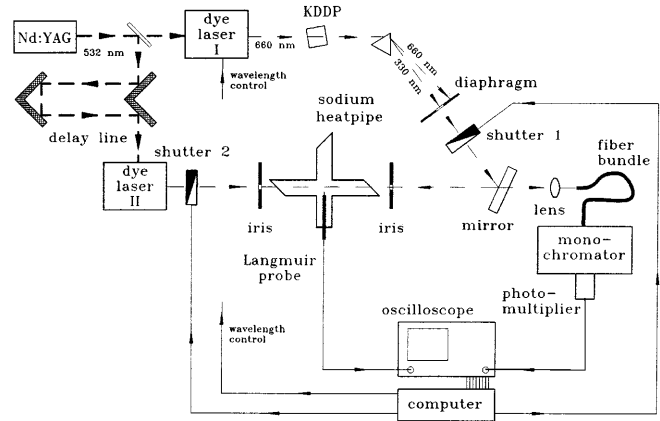 Nd:YAG
532 nm
dye
laser
I
660 nm
KDDP
660 nm
330 nm
wavelength
control
diaphragm
delay line
shutter 2
sodium
heatpipe
shutter 1
fiber
bundle
dye
laser
II
iris
iris
mirror
lens
Langmuir
probe
mono-
chromator
photo-
multiplier
oscilloscope
wavelength
control
computer